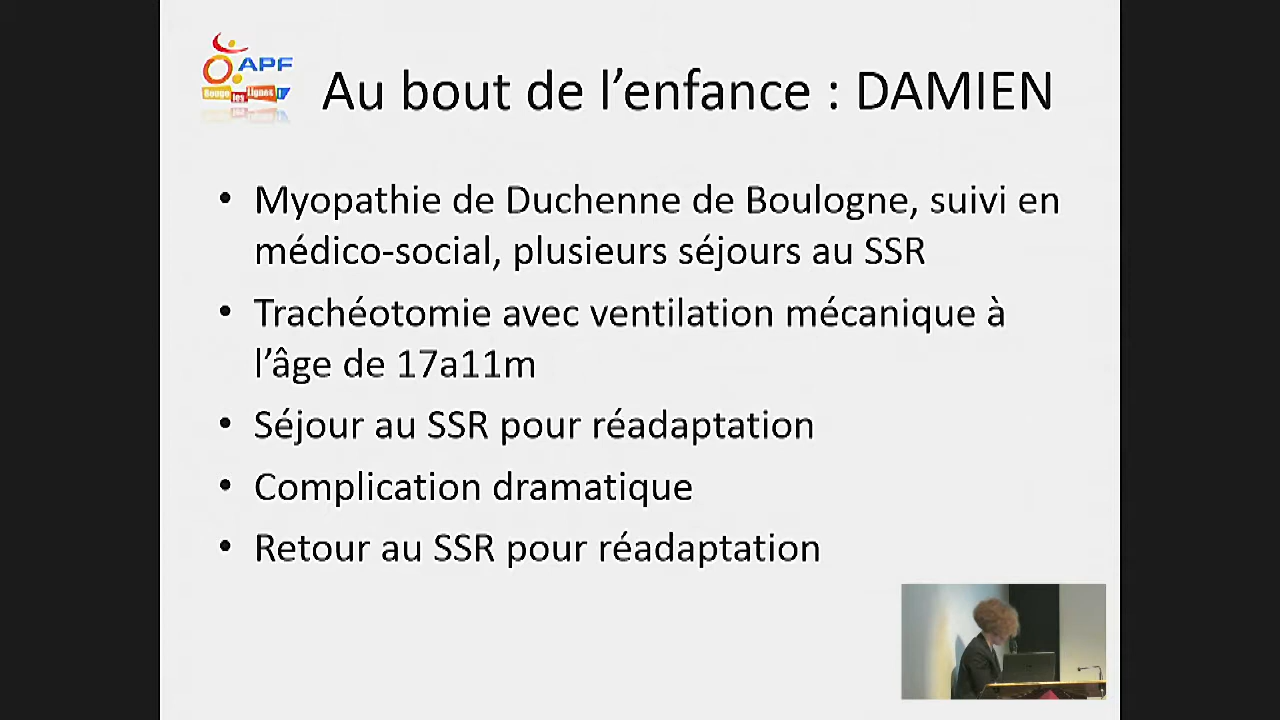 APF
Bouge les lignes
Au bout de l’enfance : DAMIEN
• Myopathie de Duchenne de Boulogne, suivi en
médico-social, plusieurs séjours au SSR
• Trachéotomie avec ventilation mécanique à
l’âge de 17a11m
• Séjour au SSR pour réadaptation
• Complication dramatique
• Retour au SSR pour réadaptation